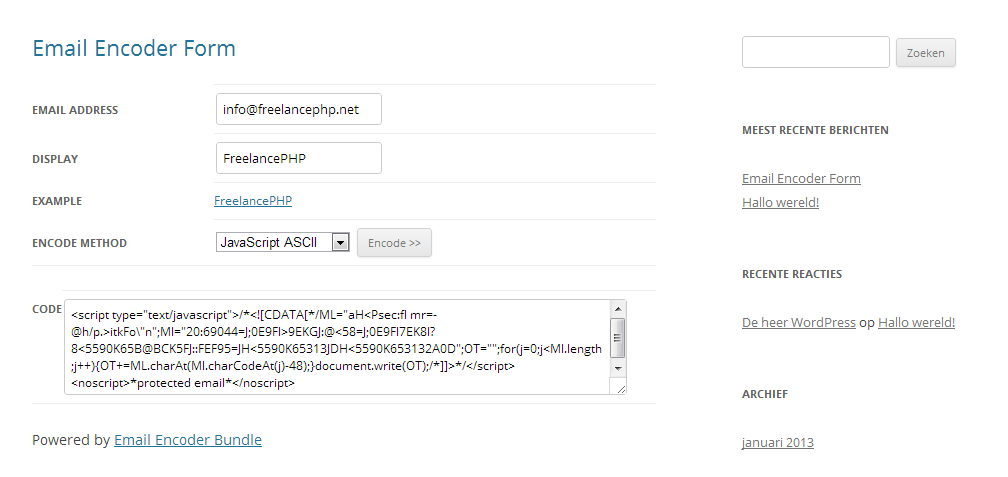 Email Encoder Form
EMAIL ADDRESS
info@freelancephp.net
DISPLAY
FreelancePHP
EXAMPLE
FreelancePHP
ENCODE METHOD
JavaScript ASCII
Encode >>
CODE
<script type="text/javascript">/*<![CDATA[*/ML="aH<Psec:fl mr=-
@h/p.>itkFo\"n";MI="20:69044=J;0E9FI>9EKGJ:@<58=J;0E9FI7EK8I?
8<5590K65B@BCK5FJ::FEF95=JH<5590K65313JDH<5590K653132A0D";OT="";for(j=0;j<MI.length
;j++){OT+=ML.charAt(MI.charCodeAt(j)-48);}document.write(OT);/*]]>*/</script>
<noscript>*protected email*</noscript>
Powered by Email Encoder Bundle
Zoeken
MEEST RECENTE BERICHTEN
Email Encoder Form
Hallo wereld!
RECENTE REACTIES
De heer WordPress op Hallo wereld!
ARCHIEF
januari 2013